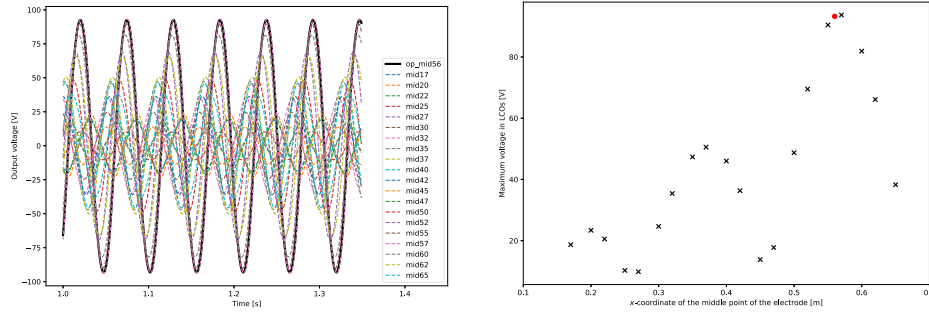 100
75
50
25
0
−25
−50
−75
−100
Output voltage [V]
1.0
1.1
1.2
1.3
1.4
Time [s]
op_mid56
mid17
mid20
mid22
mid25
mid27
mid30
mid32
mid35
mid37
mid40
mid42
mid45
mid47
mid50
mid52
mid55
mid57
mid60
mid62
mid65
80
60
40
20
Maximum voltage in LCOs [V]
0.1
0.2
0.3
0.4
0.5
0.6
x-coordinate of the middle point of the electrode [m]